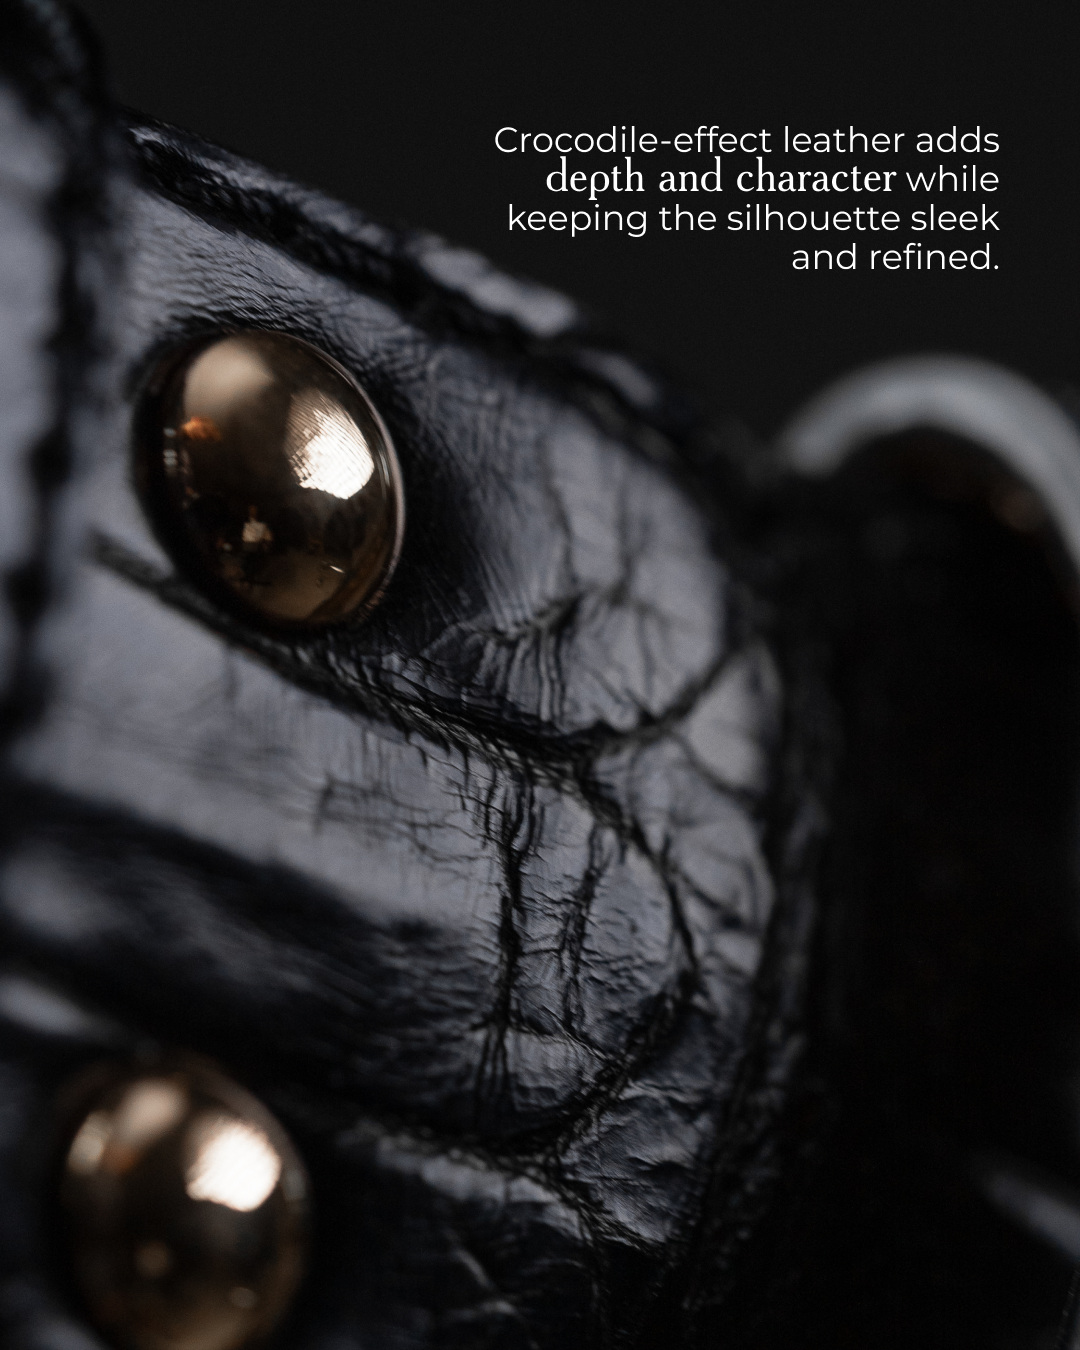 Crocodile-effect leather adds
depth and character while
keeping the silhouette sleek
and refined.